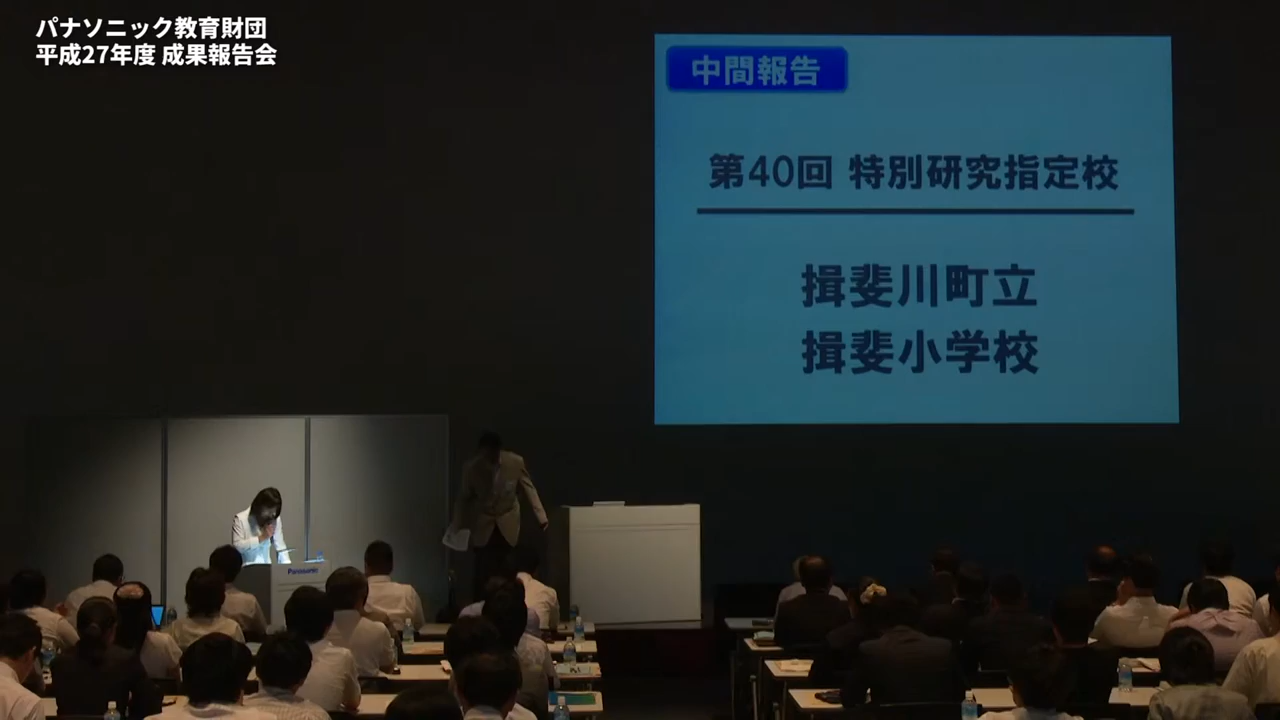 パナソニック教育財団
平成27年度 成果報告会
中間報告
第40回 特別研究指定校
揖斐川町立
揖斐小学校
Panasonic